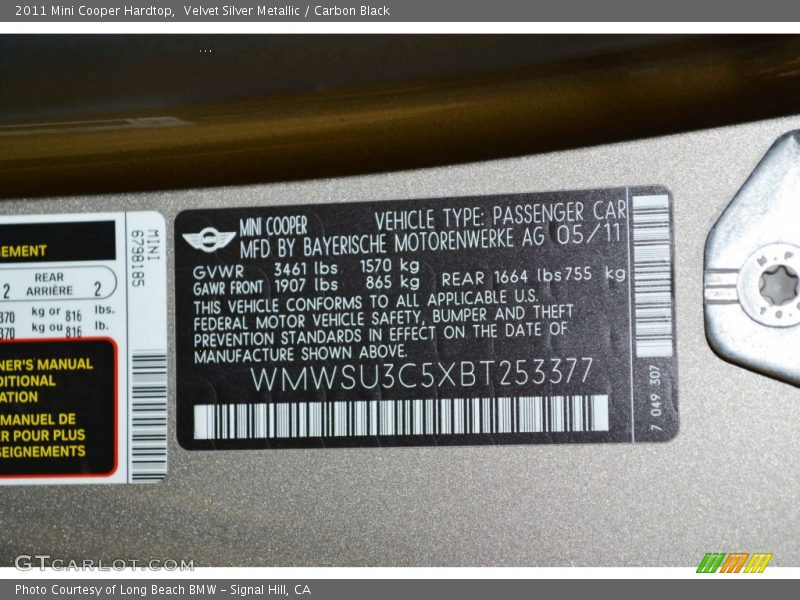 2011 Mini Cooper Hardtop, Velvet Silver Metallic / Carbon Black
MINI
6798185
GEMENT
2 REAR
ARRIÈRE 2
370 kg or 816 lbs.
370 kg ou 816 lb.
NER'S MANUAL
DITIONAL
ATION
MANUEL DE
R POUR PLUS
SEIGNEMENTS
MINI
MINI COOPER VEHICLE TYPE: PASSENGER CAR
MFD BY BAYERISCHE MOTORENWERKE AG 05/11
GVWR 3461 lbs 1570 kg
GAWR FRONT 1907 lbs 865 kg REAR 1664 lbs 755 kg
THIS VEHICLE CONFORMS TO ALL APPLICABLE U.S.
FEDERAL MOTOR VEHICLE SAFETY, BUMPER AND THEFT
PREVENTION STANDARDS IN EFFECT ON THE DATE OF
MANUFACTURE SHOWN ABOVE.
WMWSU3C5XBT253377
7 049 307
GTCarLot.com
Photo Courtesy of Long Beach BMW – Signal Hill, CA